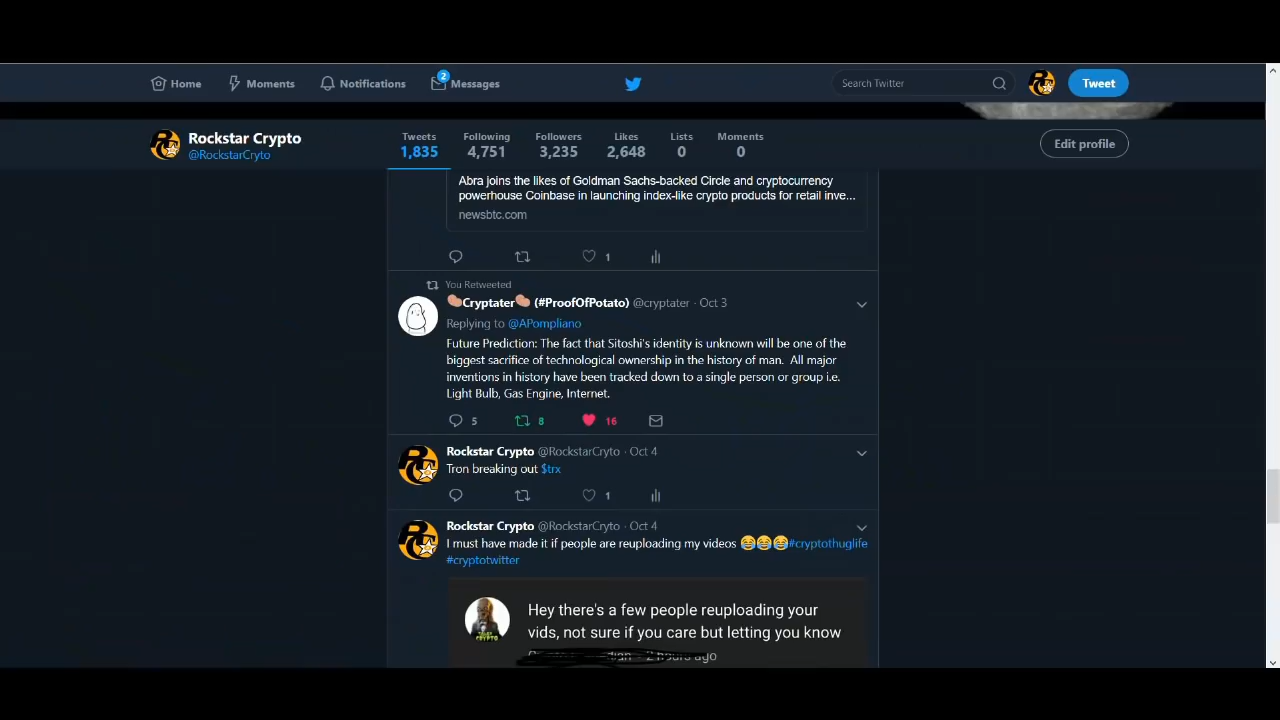 Home Moments Notifications 2 Messages Search Twitter Tweet
Rockstar Crypto
@RockstarCryto
Tweets Following Followers Likes Lists Moments
1,835 4,751 3,235 2,648 0 0
Edit profile
Abra joins the likes of Goldman Sachs-backed Circle and cryptocurrency
powerhouse Coinbase in launching index-like crypto products for retail inve...
newsbtc.com
1
You Retweeted
🥔Cryptater🥔 (#ProofOfPotato) @cryptater · Oct 3
Replying to @APompliano
Future Prediction: The fact that Sitoshi's identity is unknown will be one of the
biggest sacrifice of technological ownership in the history of man. All major
inventions in history have been tracked down to a single person or group i.e.
Light Bulb, Gas Engine, Internet.
5 8 16
Rockstar Crypto @RockstarCryto · Oct 4
Tron breaking out $trx
1
Rockstar Crypto @RockstarCryto · Oct 4
I must have made it if people are reuploading my videos 😂😂😂#cryptothuglife
#cryptotwitter
Hey there's a few people reuploading your
vids, not sure if you care but letting you know
2 hours ago